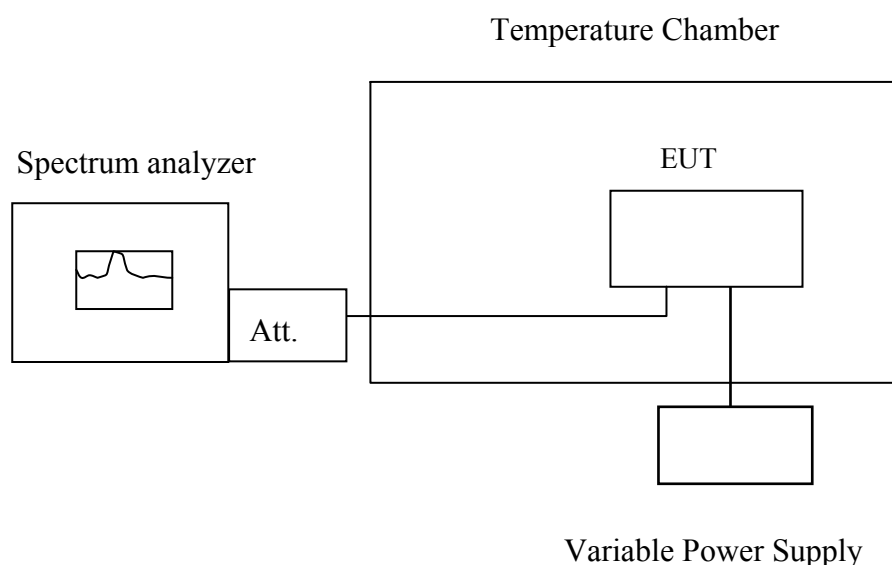 Temperature Chamber
Spectrum analyzer
EUT
Att.
Variable Power Supply